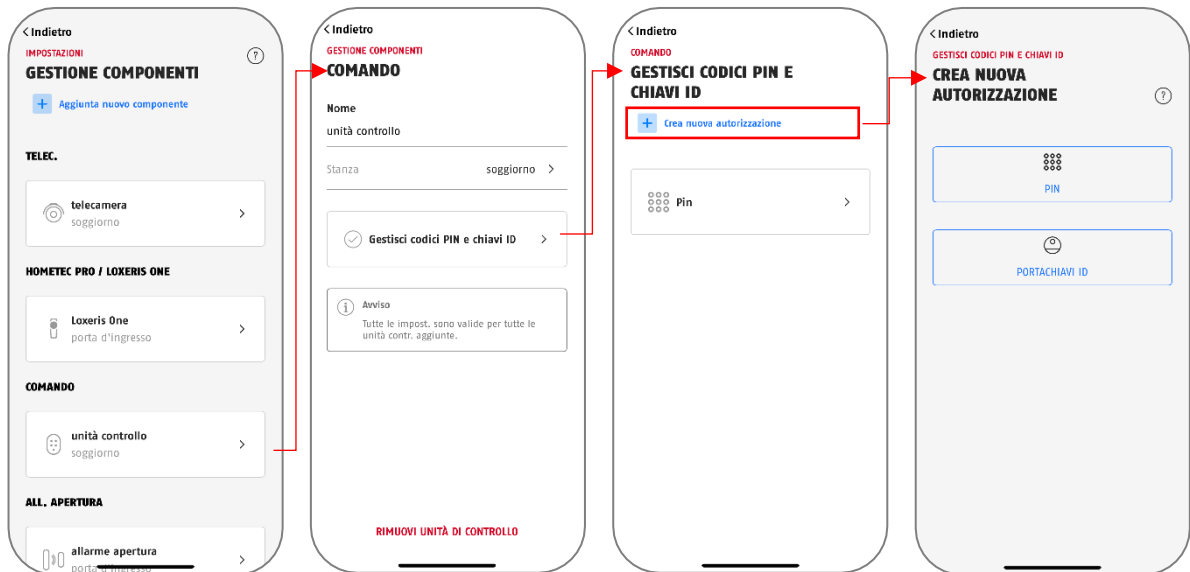 Indietro
IMPOSTAZIONI
GESTIONE COMPONENTI
Aggiunta nuovo componente
TELEC.
telecamera
soggiorno
HOMETEC PRO / LOXERIS ONE
Loxeris One
porta d'ingresso
COMANDO
unità controllo
soggiorno
ALL. APERTURA
allarme apertura
porta d'ingresso
Indietro
GESTIONE COMPONENTI
COMANDO
Nome
unità controllo
Stanza soggiorno
Gestisci codici PIN e chiavi ID
Avviso
Tutte le impost. sono valide per tutte le
unità contr. aggiunte.
RIMUOVI UNITÀ DI CONTROLLO
Indietro
COMANDO
GESTISCI CODICI PIN E
CHIAVI ID
Crea nuova autorizzazione
Pin
Indietro
GESTISCI CODICI PIN E CHIAVI ID
CREA NUOVA
AUTORIZZAZIONE
PIN
PORTACHIAVI ID